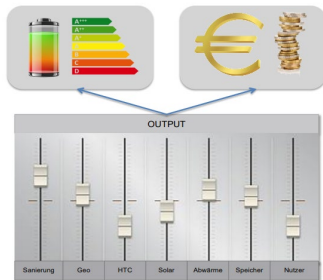 A+++
A++
A+
B
C
D
€
OUTPUT
Sanierung Geo HTC Solar Abwärme Speicher Nutzer